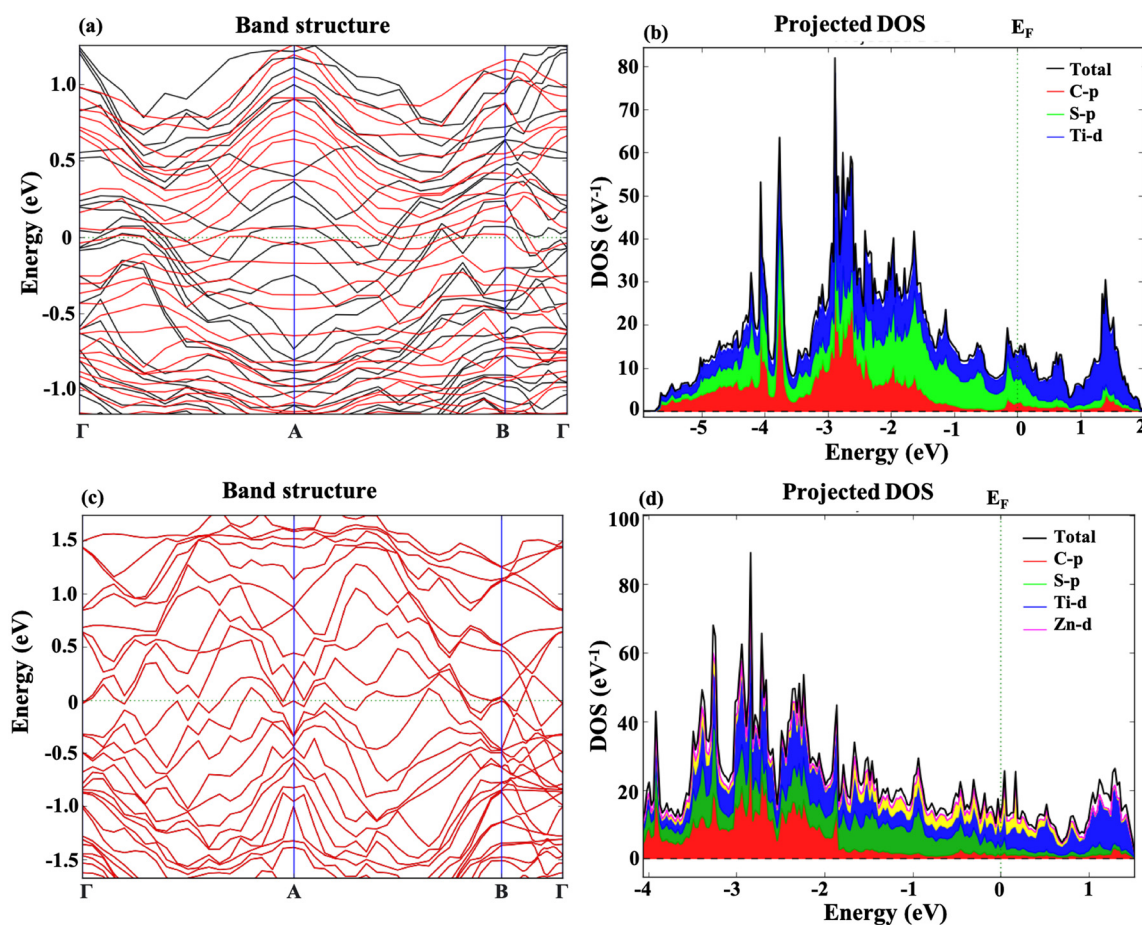 (a)
Band structure
Energy (eV)
1.0
0.5
0
-0.5
-1.0
Γ
A
B
Γ
(b)
Projected DOS
E_F
DOS (eV⁻¹)
80
70
60
50
40
30
20
10
0
Total
C-p
S-p
Ti-d
-5
-4
-3
-2
-1
0
1
2
Energy (eV)
(c)
Band structure
Energy (eV)
1.5
1.0
0.5
0
-0.5
-1.0
-1.5
Γ
A
B
Γ
(d)
Projected DOS
E_F
DOS (eV⁻¹)
100
80
60
40
20
0
Total
C-p
S-p
Ti-d
Zn-d
-4
-3
-2
-1
0
1
Energy (eV)